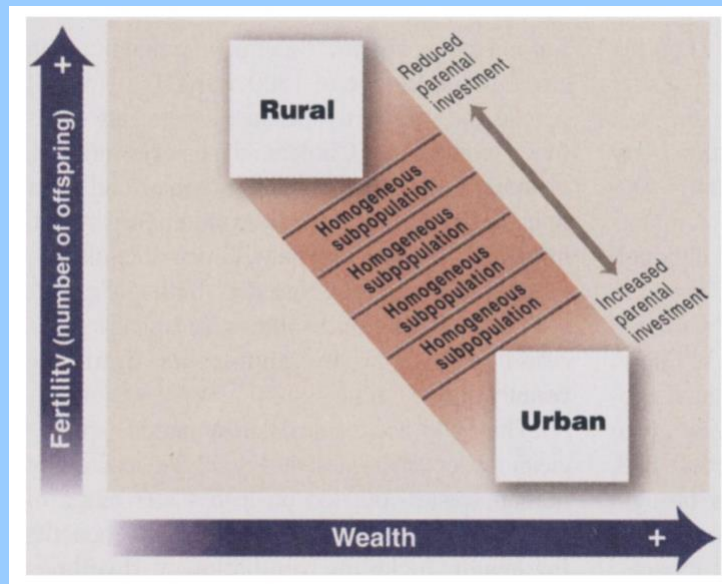 +
Fertility (number of offspring)
Rural
Reduced
parental
investment
Homogeneous
subpopulation
Homogeneous
subpopulation
Homogeneous
subpopulation
Homogeneous
subpopulation
Increased
parental
investment
Urban
Wealth
+